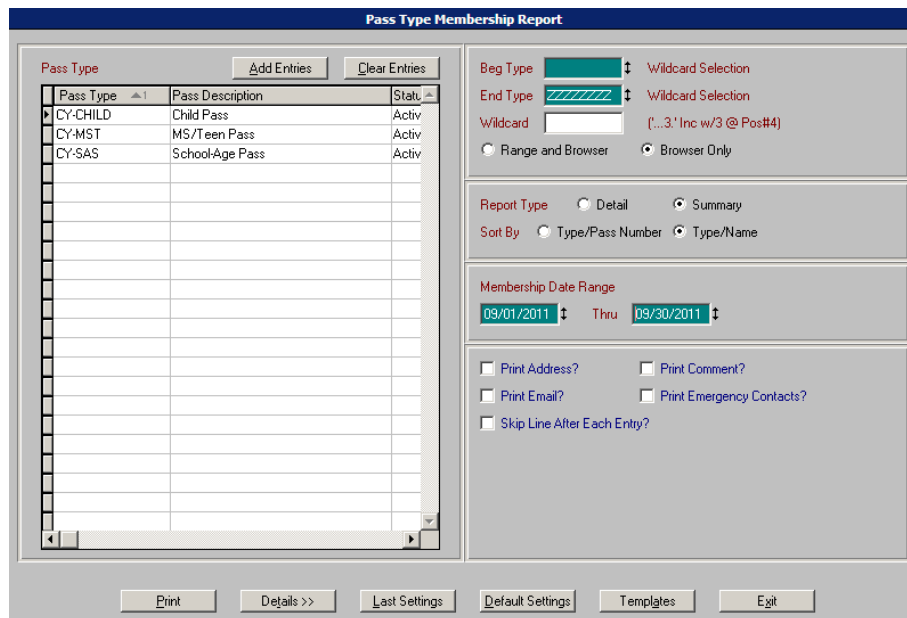 Pass Type Membership Report
Pass Type Add Entries Clear Entries
Pass Type 1 Pass Description Statu
CY-CHILD Child Pass Activ
CY-MST MS/Teen Pass Activ
CY-SAS School-Age Pass Activ
Beg Type Wildcard Selection
End Type ZZZZZZZZ Wildcard Selection
Wildcard ('...3.' Inc w/3 @ Pos#4)
Range and Browser Browser Only
Report Type Detail Summary
Sort By Type/Pass Number Type/Name
Membership Date Range
09/01/2011 Thru 09/30/2011
Print Address? Print Comment?
Print Email? Print Emergency Contacts?
Skip Line After Each Entry?
Print Details >> Last Settings Default Settings Templates Exit